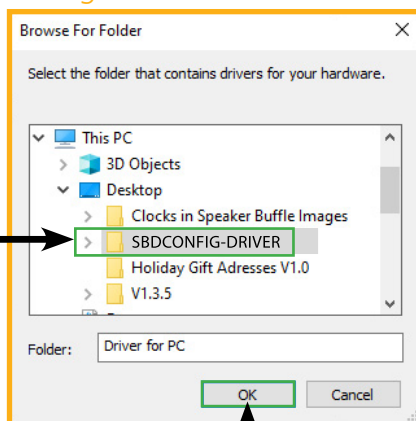 Browse For Folder
Select the folder that contains drivers for your hardware.
This PC
3D Objects
Desktop
Clocks in Speaker Buffle Images
SBDCONFIG-DRIVER
Holiday Gift Adresses V1.0
V1.3.5
Folder: Driver for PC
OK Cancel